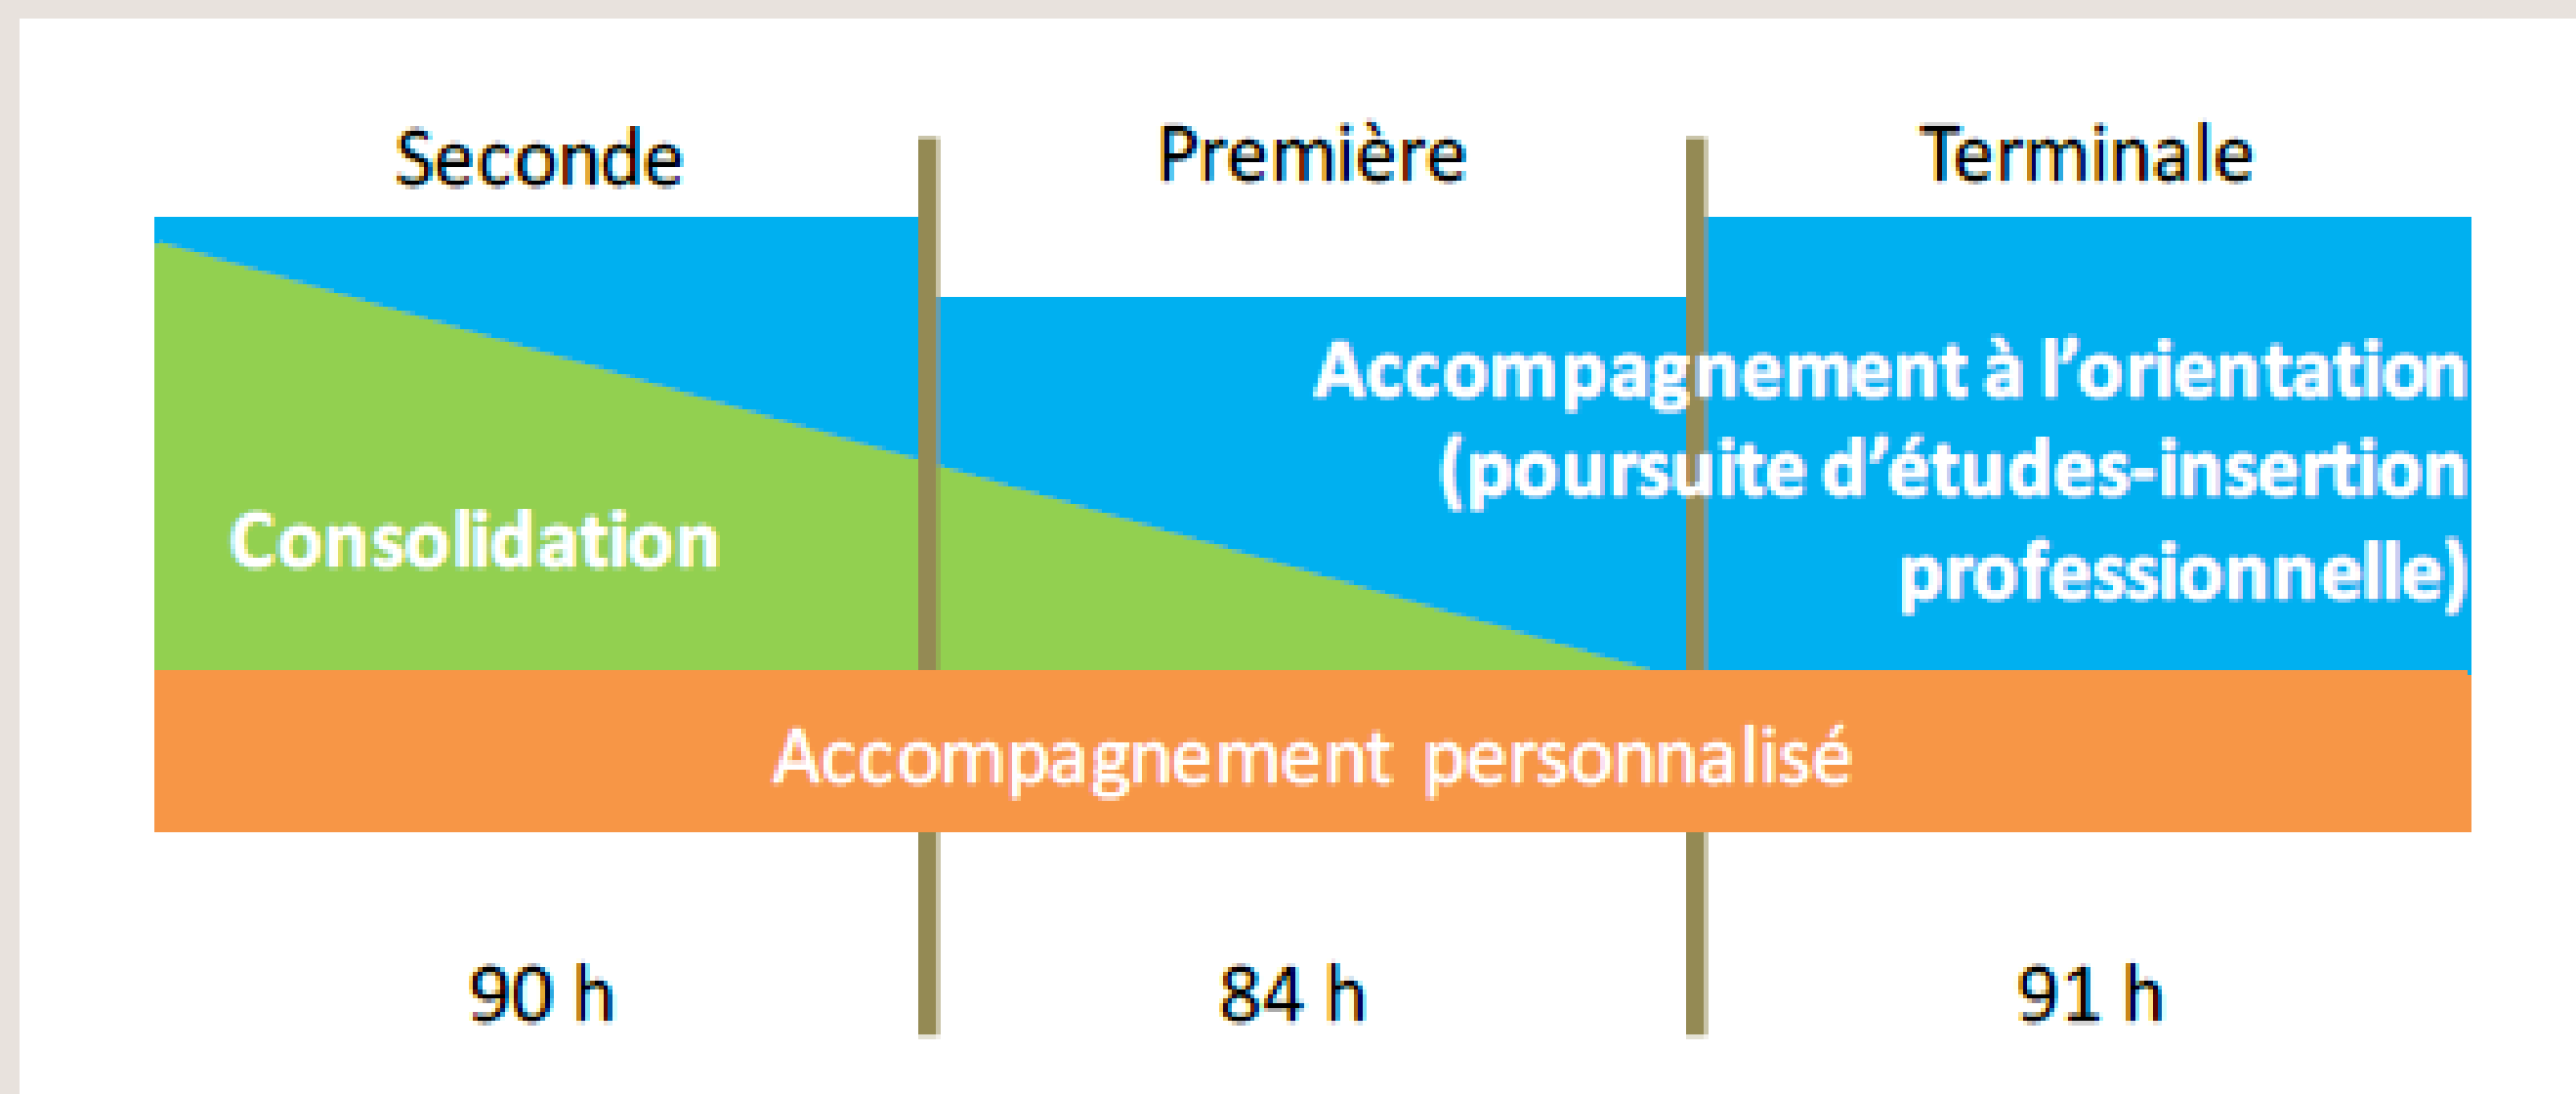 Seconde
Première
Terminale
Accompagnement à l’orientation
(poursuite d’études-insertion
professionnelle)
Consolidation
Accompagnement personnalisé
90 h
84 h
91 h